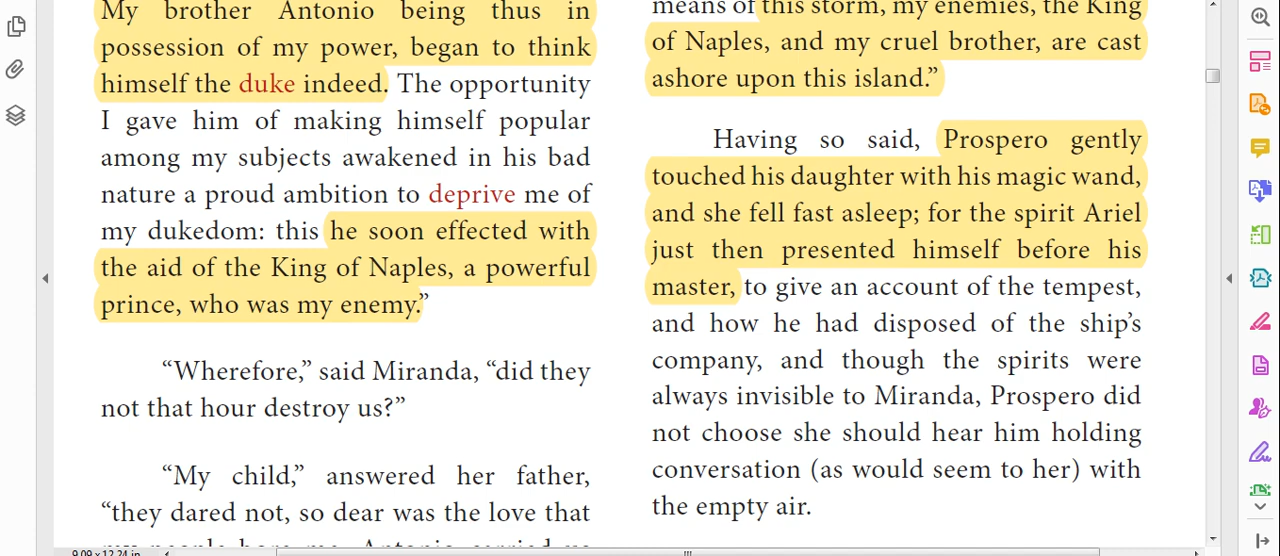 My brother Antonio being thus in
possession of my power, began to think
himself the duke indeed. The opportunity
I gave him of making himself popular
among my subjects awakened in his bad
nature a proud ambition to deprive me of
my dukedom: this he soon effected with
the aid of the King of Naples, a powerful
prince, who was my enemy.”
“Wherefore,” said Miranda, “did they
not that hour destroy us?”
“My child,” answered her father,
“they dared not, so dear was the love that
means of this storm, my enemies, the King
of Naples, and my cruel brother, are cast
ashore upon this island.”
Having so said, Prospero gently
touched his daughter with his magic wand,
and she fell fast asleep; for the spirit Ariel
just then presented himself before his
master, to give an account of the tempest,
and how he had disposed of the ship’s
company, and though the spirits were
always invisible to Miranda, Prospero did
not choose she should hear him holding
conversation (as would seem to her) with
the empty air.
9.09 x 12.24 in